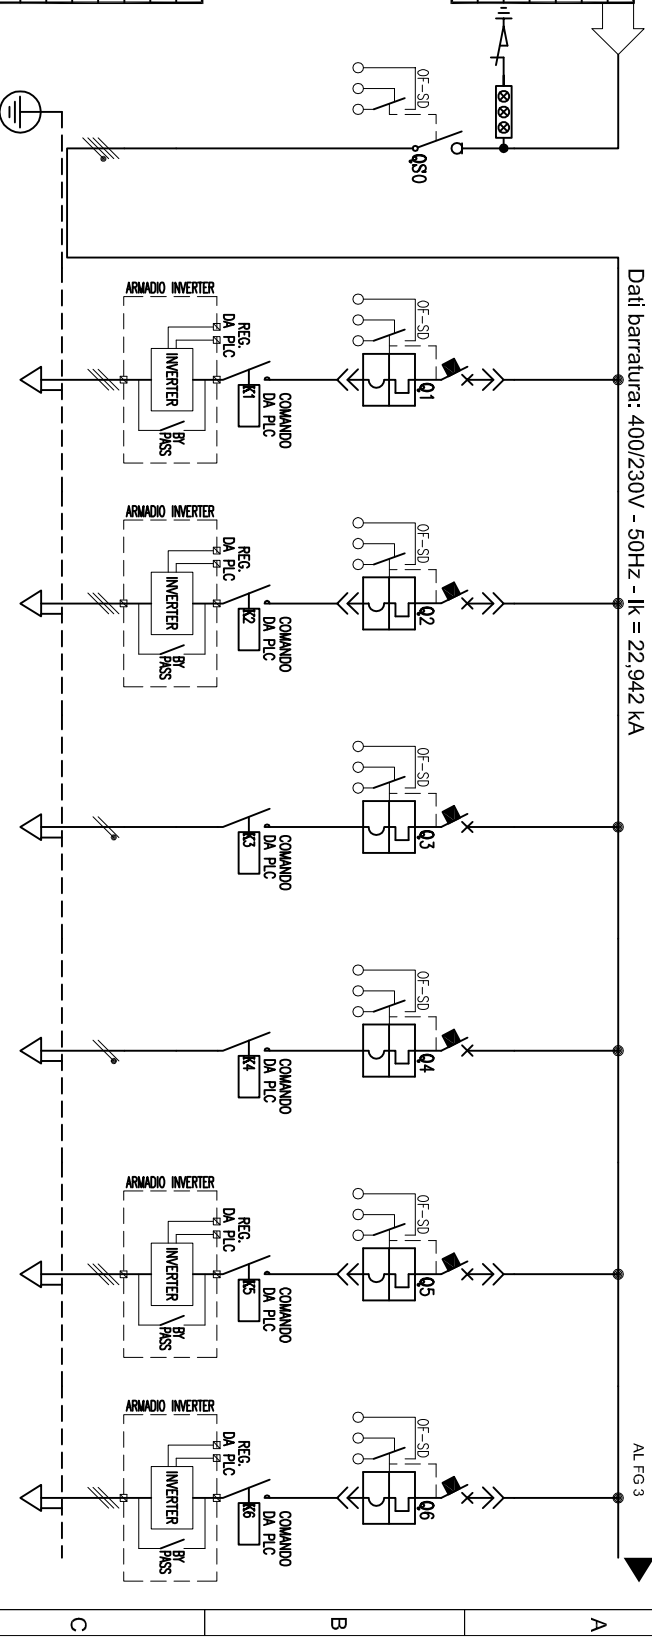 Dati barratura: 400/230V - 50Hz - Ik = 22,942 kA
AL FG 3
OF-SD
QS0
OF-SD
Q1
COMANDO
DA PLC
K1
ARMADIO INVERTER
REG.
DA PLC
INVERTER
BY
PASS
OF-SD
Q2
COMANDO
DA PLC
K2
ARMADIO INVERTER
REG.
DA PLC
INVERTER
BY
PASS
OF-SD
Q3
COMANDO
DA PLC
K3
OF-SD
Q4
COMANDO
DA PLC
K4
OF-SD
Q5
COMANDO
DA PLC
K5
ARMADIO INVERTER
REG.
DA PLC
INVERTER
BY
PASS
OF-SD
Q6
COMANDO
DA PLC
K6
ARMADIO INVERTER
REG.
DA PLC
INVERTER
BY
PASS
A
B
C